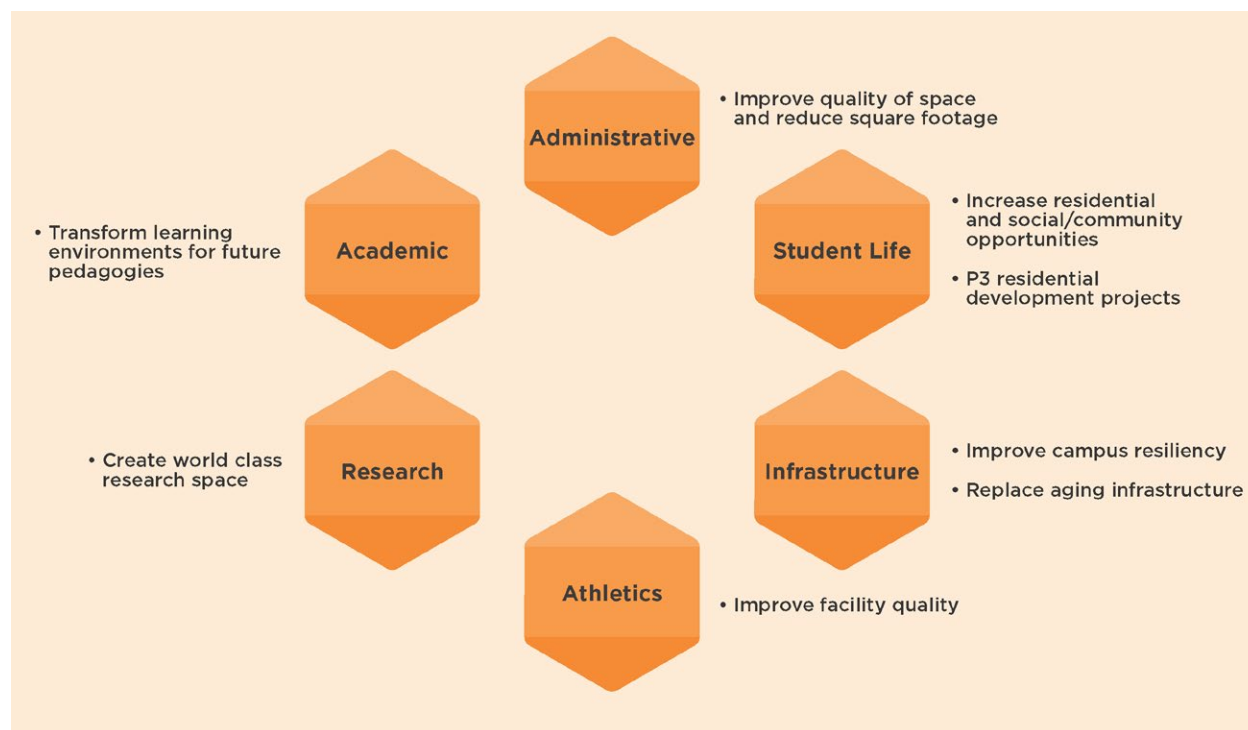 Administrative
• Improve quality of space
and reduce square footage
Academic
• Transform learning
environments for future
pedagogies
Student Life
• Increase residential
and social/community
opportunities
• P3 residential
development projects
Research
• Create world class
research space
Infrastructure
• Improve campus resiliency
• Replace aging infrastructure
Athletics
• Improve facility quality